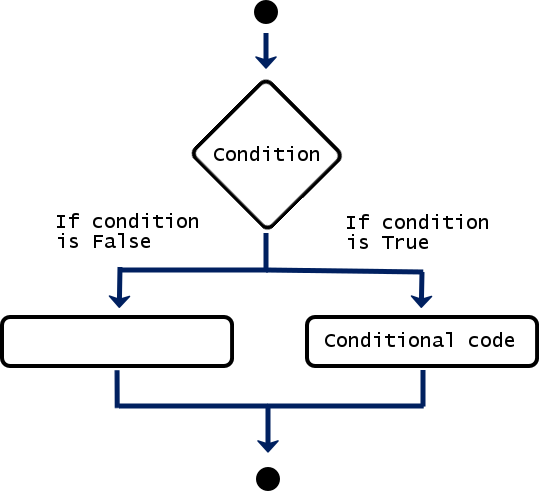 Condition
If condition
is False
If condition
is True
Conditional code